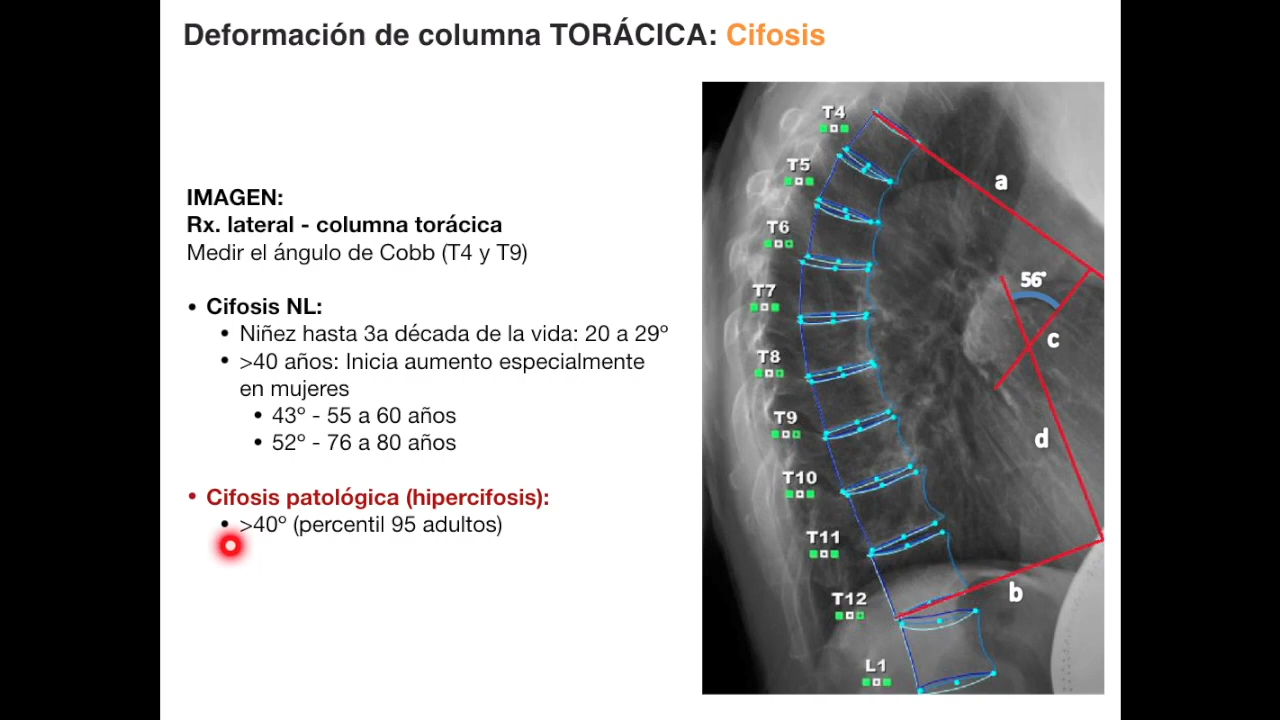 Deformación de columna TORÁCICA: Cifosis
IMAGEN:
Rx. lateral - columna torácica
Medir el ángulo de Cobb (T4 y T9)
• Cifosis NL:
• Niñez hasta 3a década de la vida: 20 a 29º
• >40 años: Inicia aumento especialmente
en mujeres
• 43º - 55 a 60 años
• 52º - 76 a 80 años
• Cifosis patológica (hipercifosis):
• >40º (percentil 95 adultos)
T4
T5
T6
T7
T8
T9
T10
T11
T12
L1
a
56°
c
d
b